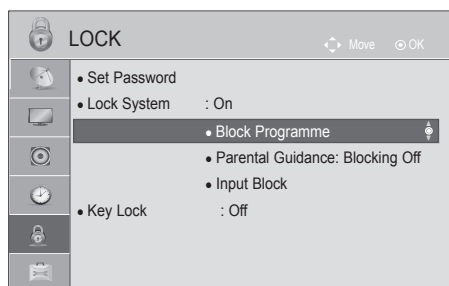 LOCK
Move OK
• Set Password
• Lock System : On
• Block Programme
• Parental Guidance: Blocking Off
• Input Block
• Key Lock : Off